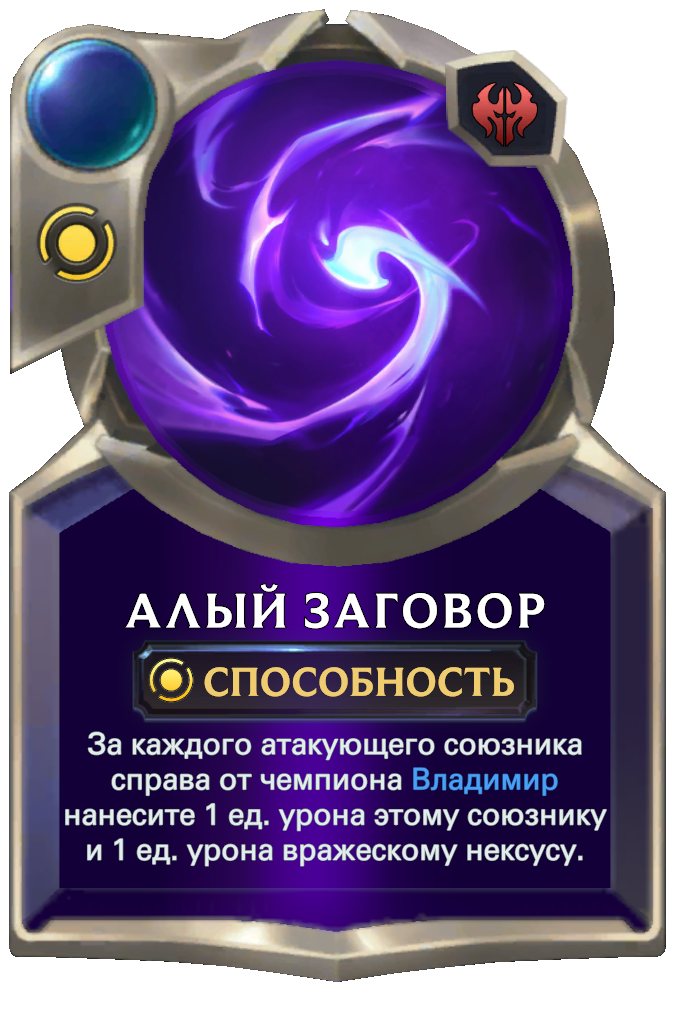 АЛЫЙ ЗАГОВОР
СПОСОБНОСТЬ
За каждого атакующего союзника
справа от чемпиона Владимир
нанесите 1 ед. урона этому союзнику
и 1 ед. урона вражескому нексусу.